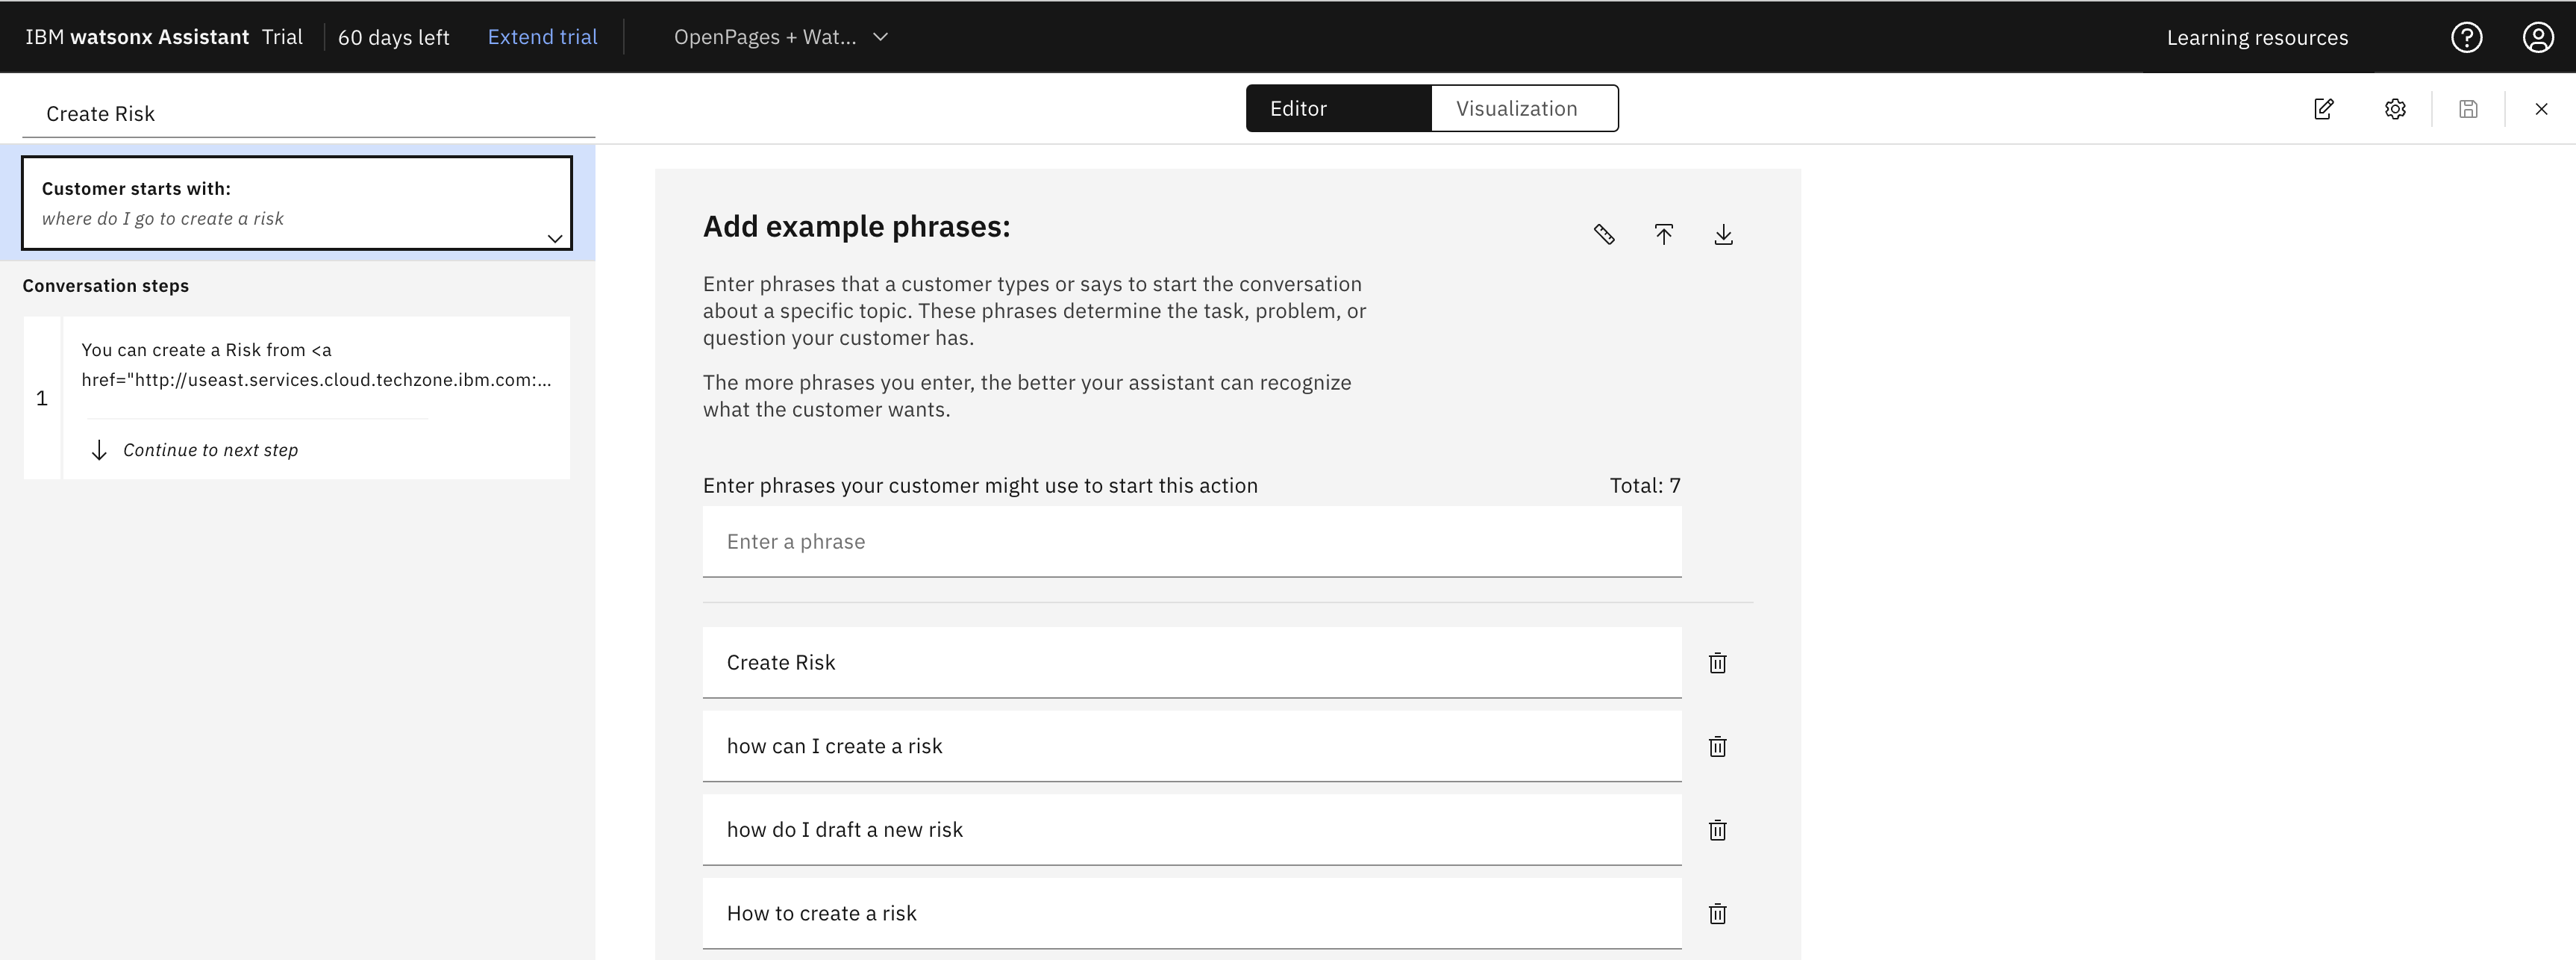 IBM watsonx Assistant Trial 60 days left Extend trial OpenPages + Wat... Learning resources
Create Risk
Editor Visualization
Customer starts with:
where do I go to create a risk
Conversation steps
1
You can create a Risk from <a
href="http://useast.services.cloud.techzone.ibm.com:...
Continue to next step
Add example phrases:
Enter phrases that a customer types or says to start the conversation
about a specific topic. These phrases determine the task, problem, or
question your customer has.
The more phrases you enter, the better your assistant can recognize
what the customer wants.
Enter phrases your customer might use to start this action Total: 7
Enter a phrase
Create Risk
how can I create a risk
how do I draft a new risk
How to create a risk